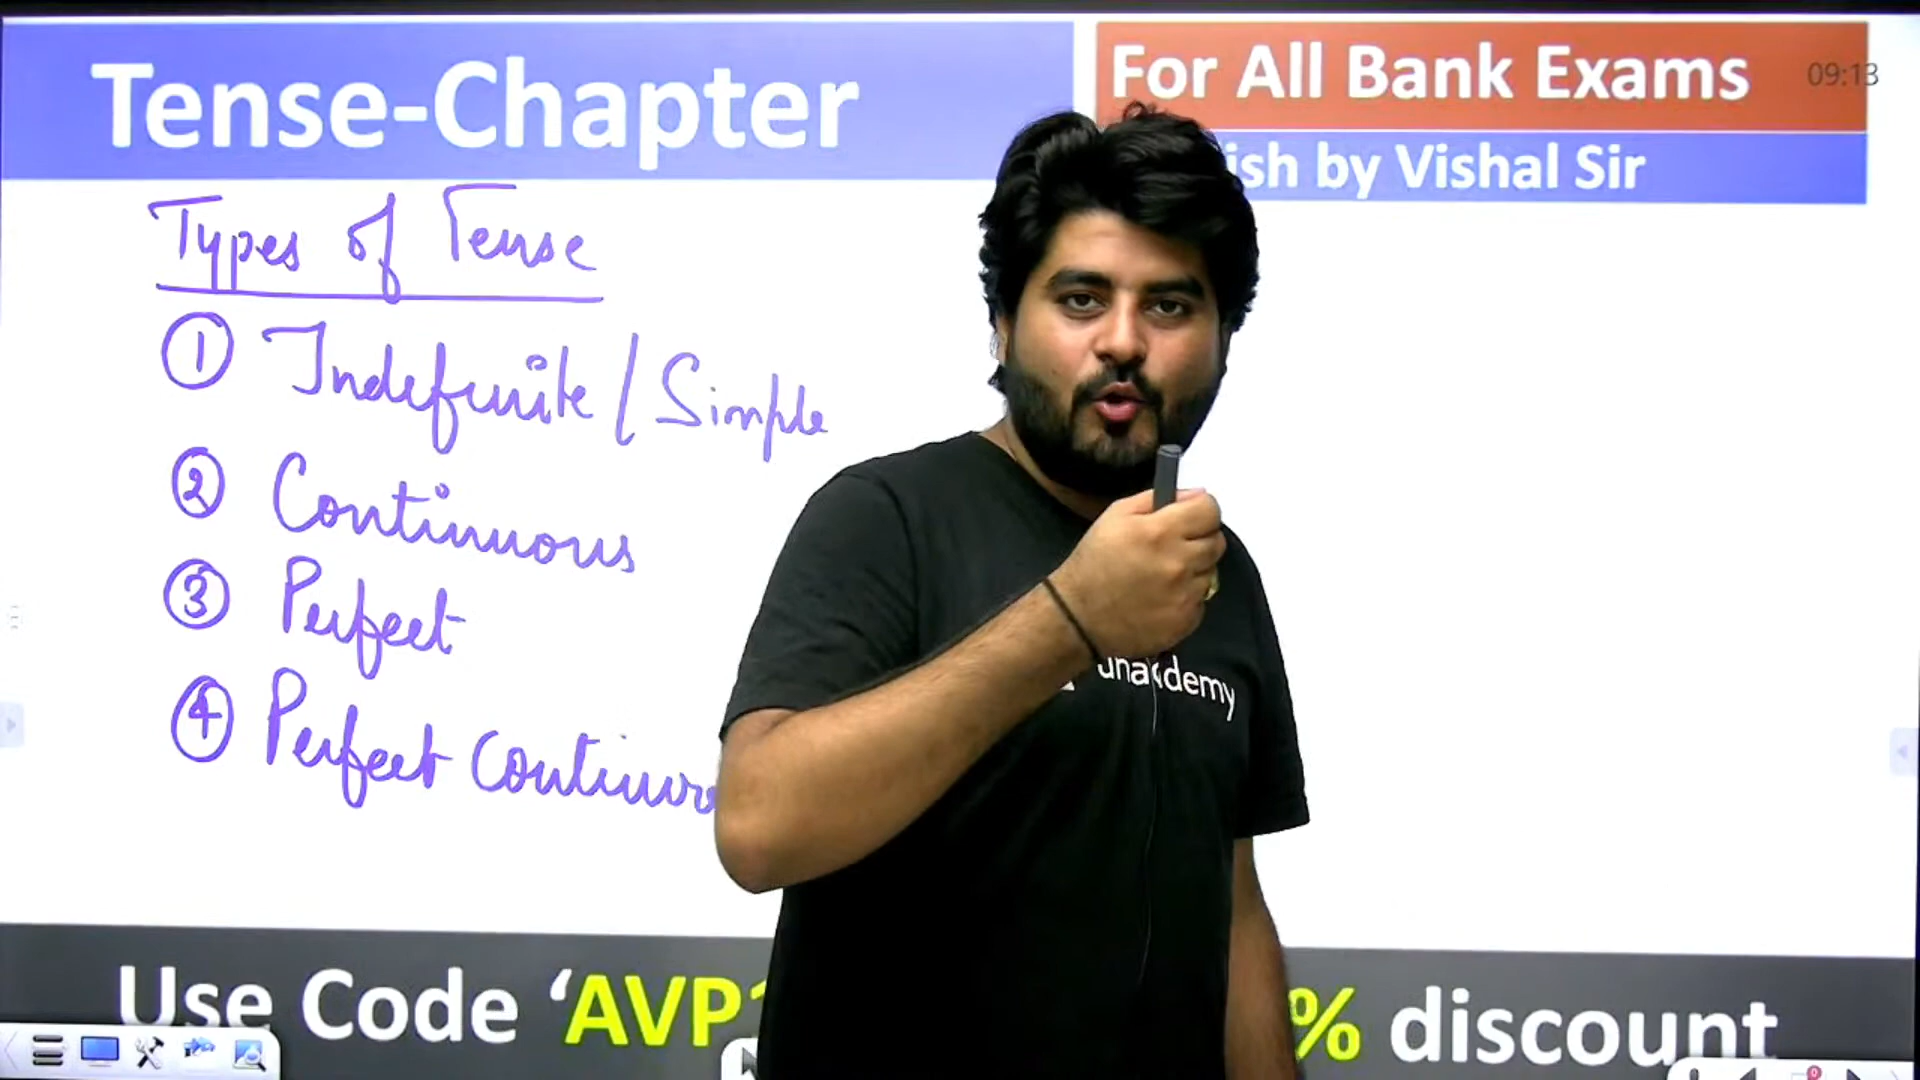 Tense-Chapter
For All Bank Exams
09:13
ish by Vishal Sir
Types of Tense
① Indefinite / Simple
② Continuous
③ Perfect
④ Perfect Continuo
unacademy
Use Code ‘AVP % discount